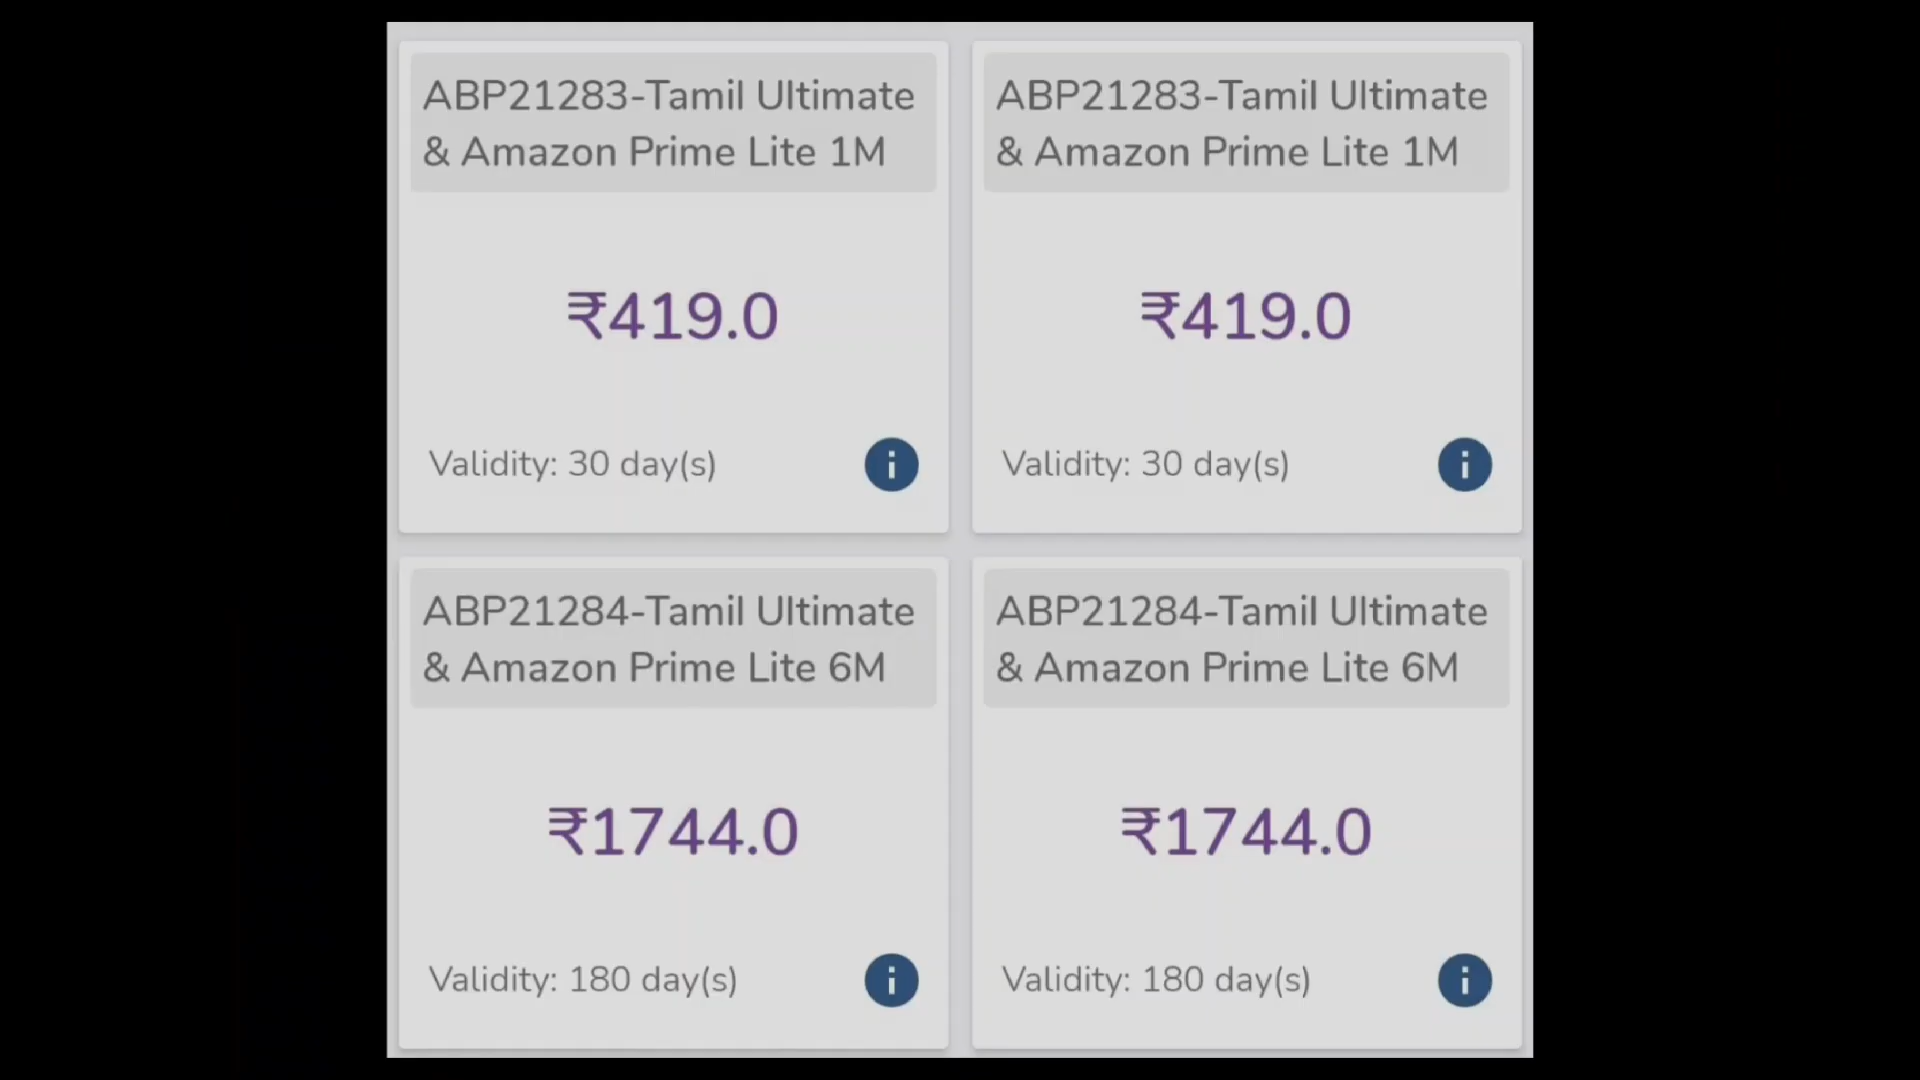 ABP21283-Tamil Ultimate
& Amazon Prime Lite 1M
₹419.0
Validity: 30 day(s)
ABP21283-Tamil Ultimate
& Amazon Prime Lite 1M
₹419.0
Validity: 30 day(s)
ABP21284-Tamil Ultimate
& Amazon Prime Lite 6M
₹1744.0
Validity: 180 day(s)
ABP21284-Tamil Ultimate
& Amazon Prime Lite 6M
₹1744.0
Validity: 180 day(s)